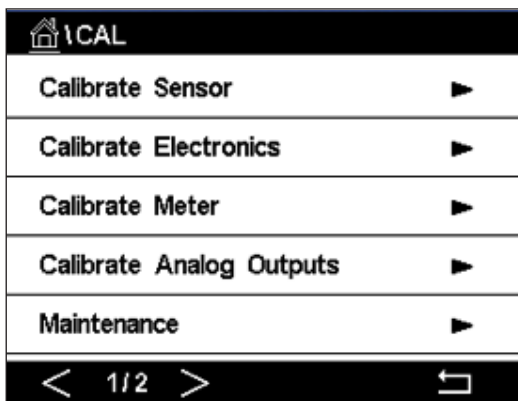 \CAL
Calibrate Sensor
Calibrate Electronics
Calibrate Meter
Calibrate Analog Outputs
Maintenance
< 1/2 >